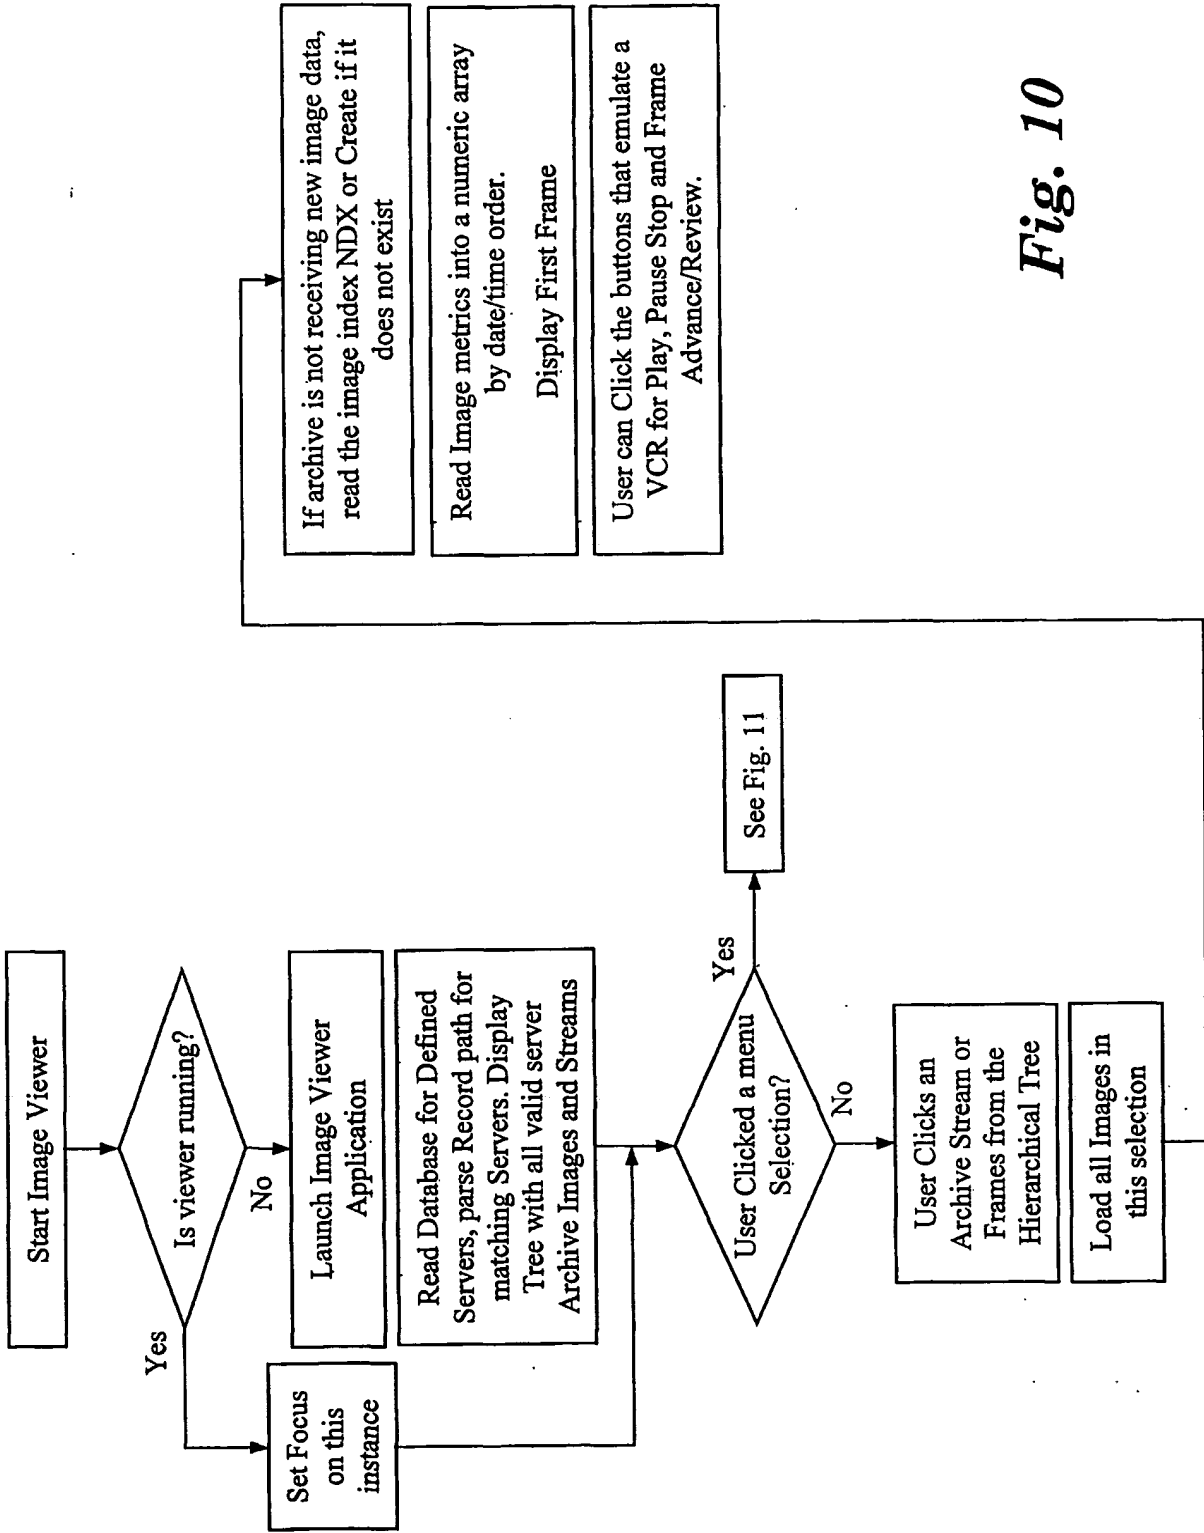 Start Image Viewer
Is viewer running?
Yes
No
Set Focus
on this
instance
Launch Image Viewer
Application
Read Database for Defined
Servers, parse Record path for
matching Servers. Display
Tree with all valid server
Archive Images and Streams
User Clicked a menu
Selection?
Yes
See Fig. 11
No
User Clicks an
Archive Stream or
Frames from the
Hierarchical Tree
Load all Images in
this selection
If archive is not receiving new image data,
read the image index NDX or Create if it
does not exist
Read Image metrics into a numeric array
by date/time order.
Display First Frame
User can Click the buttons that emulate a
VCR for Play, Pause Stop and Frame
Advance/Review.
Fig. 10